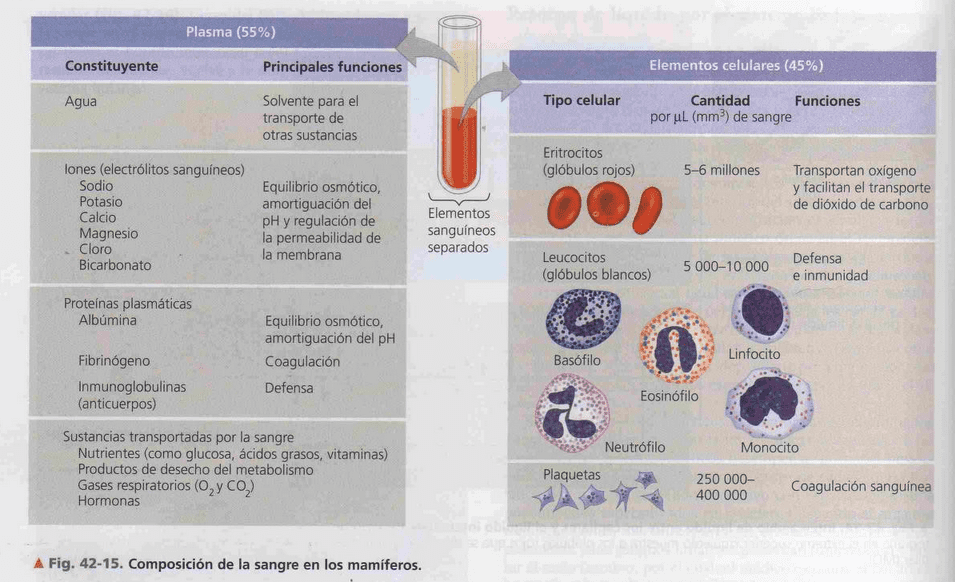 Plasma (55%)
Constituyente Principales funciones
Agua Solvente para el
transporte de
otras sustancias
Iones (electrólitos sanguíneos)
Sodio Equilibrio osmótico,
Potasio amortiguación del
Calcio pH y regulación de
Magnesio la permeabilidad de
Cloro la membrana
Bicarbonato
Proteínas plasmáticas
Albúmina Equilibrio osmótico,
amortiguación del pH
Fibrinógeno Coagulación
Inmunoglobulinas Defensa
(anticuerpos)
Sustancias transportadas por la sangre
Nutrientes (como glucosa, ácidos grasos, vitaminas)
Productos de desecho del metabolismo
Gases respiratorios (O₂ y CO₂)
Hormonas
Elementos
sanguíneos
separados
Elementos celulares (45%)
Tipo celular Cantidad Funciones
por µL (mm³) de sangre
Eritrocitos
(glóbulos rojos) 5–6 millones Transportan oxígeno
y facilitan el transporte
de dióxido de carbono
Leucocitos Defensa
(glóbulos blancos) 5 000–10 000 e inmunidad
Basófilo
Eosinófilo
Linfocito
Neutrófilo
Monocito
Plaquetas 250 000– Coagulación sanguínea
400 000
▲ Fig. 42-15. Composición de la sangre en los mamíferos.